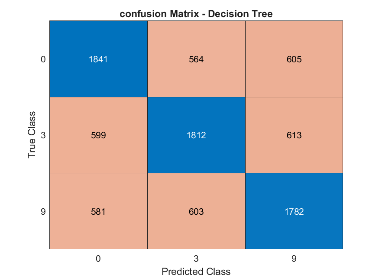 confusion Matrix - Decision Tree
0 1841 564 605
3 599 1812 613
9 581 603 1782
0 3 9
True Class
Predicted Class